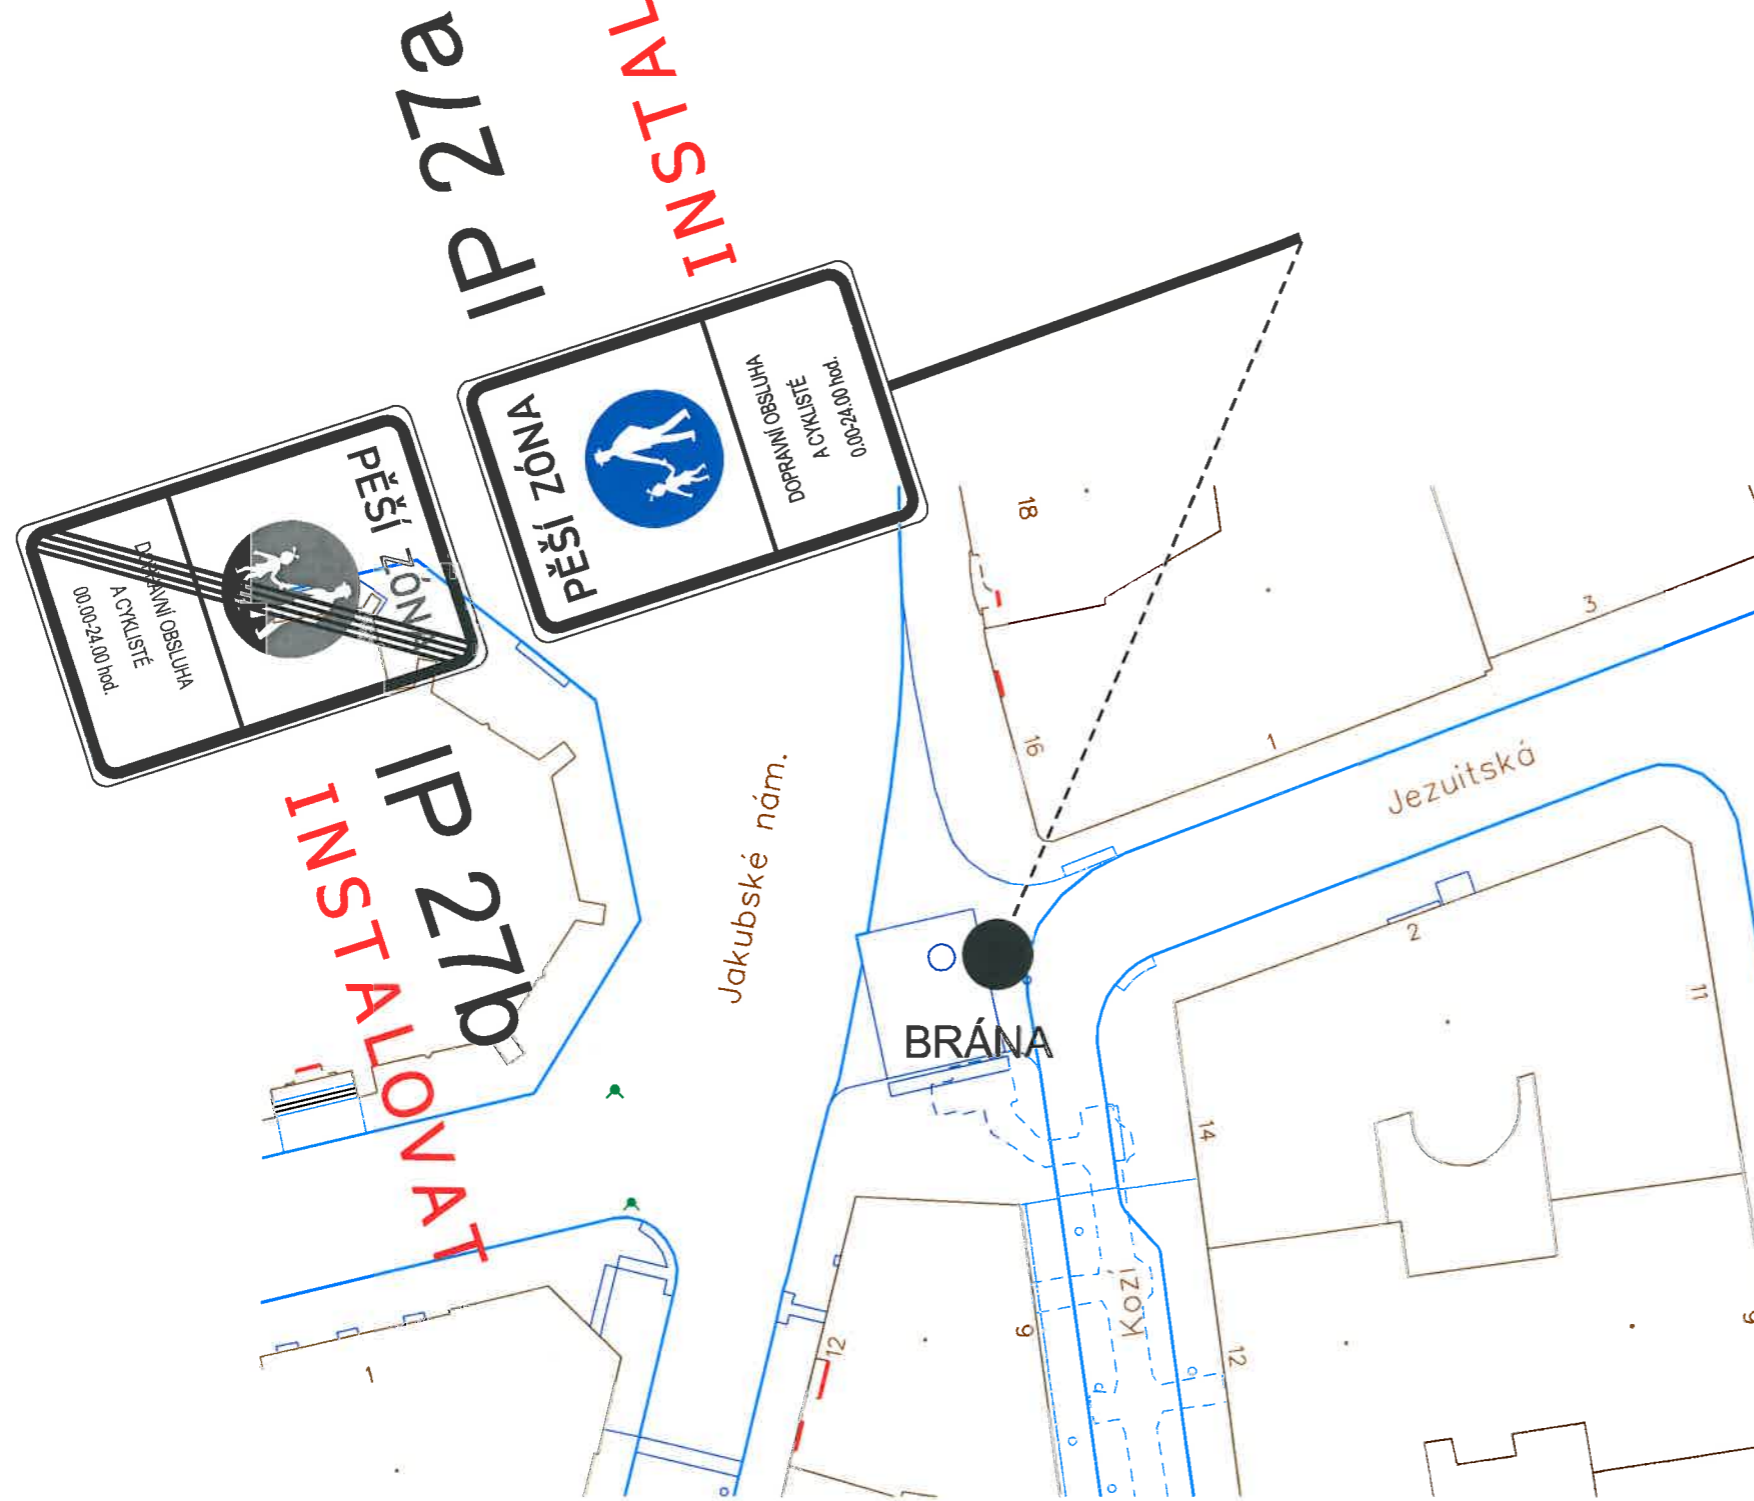 IP 27a
INSTAL
PĚŠÍ ZÓNA
DOPRAVNÍ OBSLUHA
A CYKLISTÉ
0.00-24.00 hod.
PĚŠÍ ZÓNA
DOPRAVNÍ OBSLUHA
A CYKLISTÉ
00.00-24.00 hod.
IP 27b
INSTALOVAT
Jakubské nám.
BRÁNA
Jezuitská
Kozí
18
16
1
3
2
11
14
12
9
12
1
9